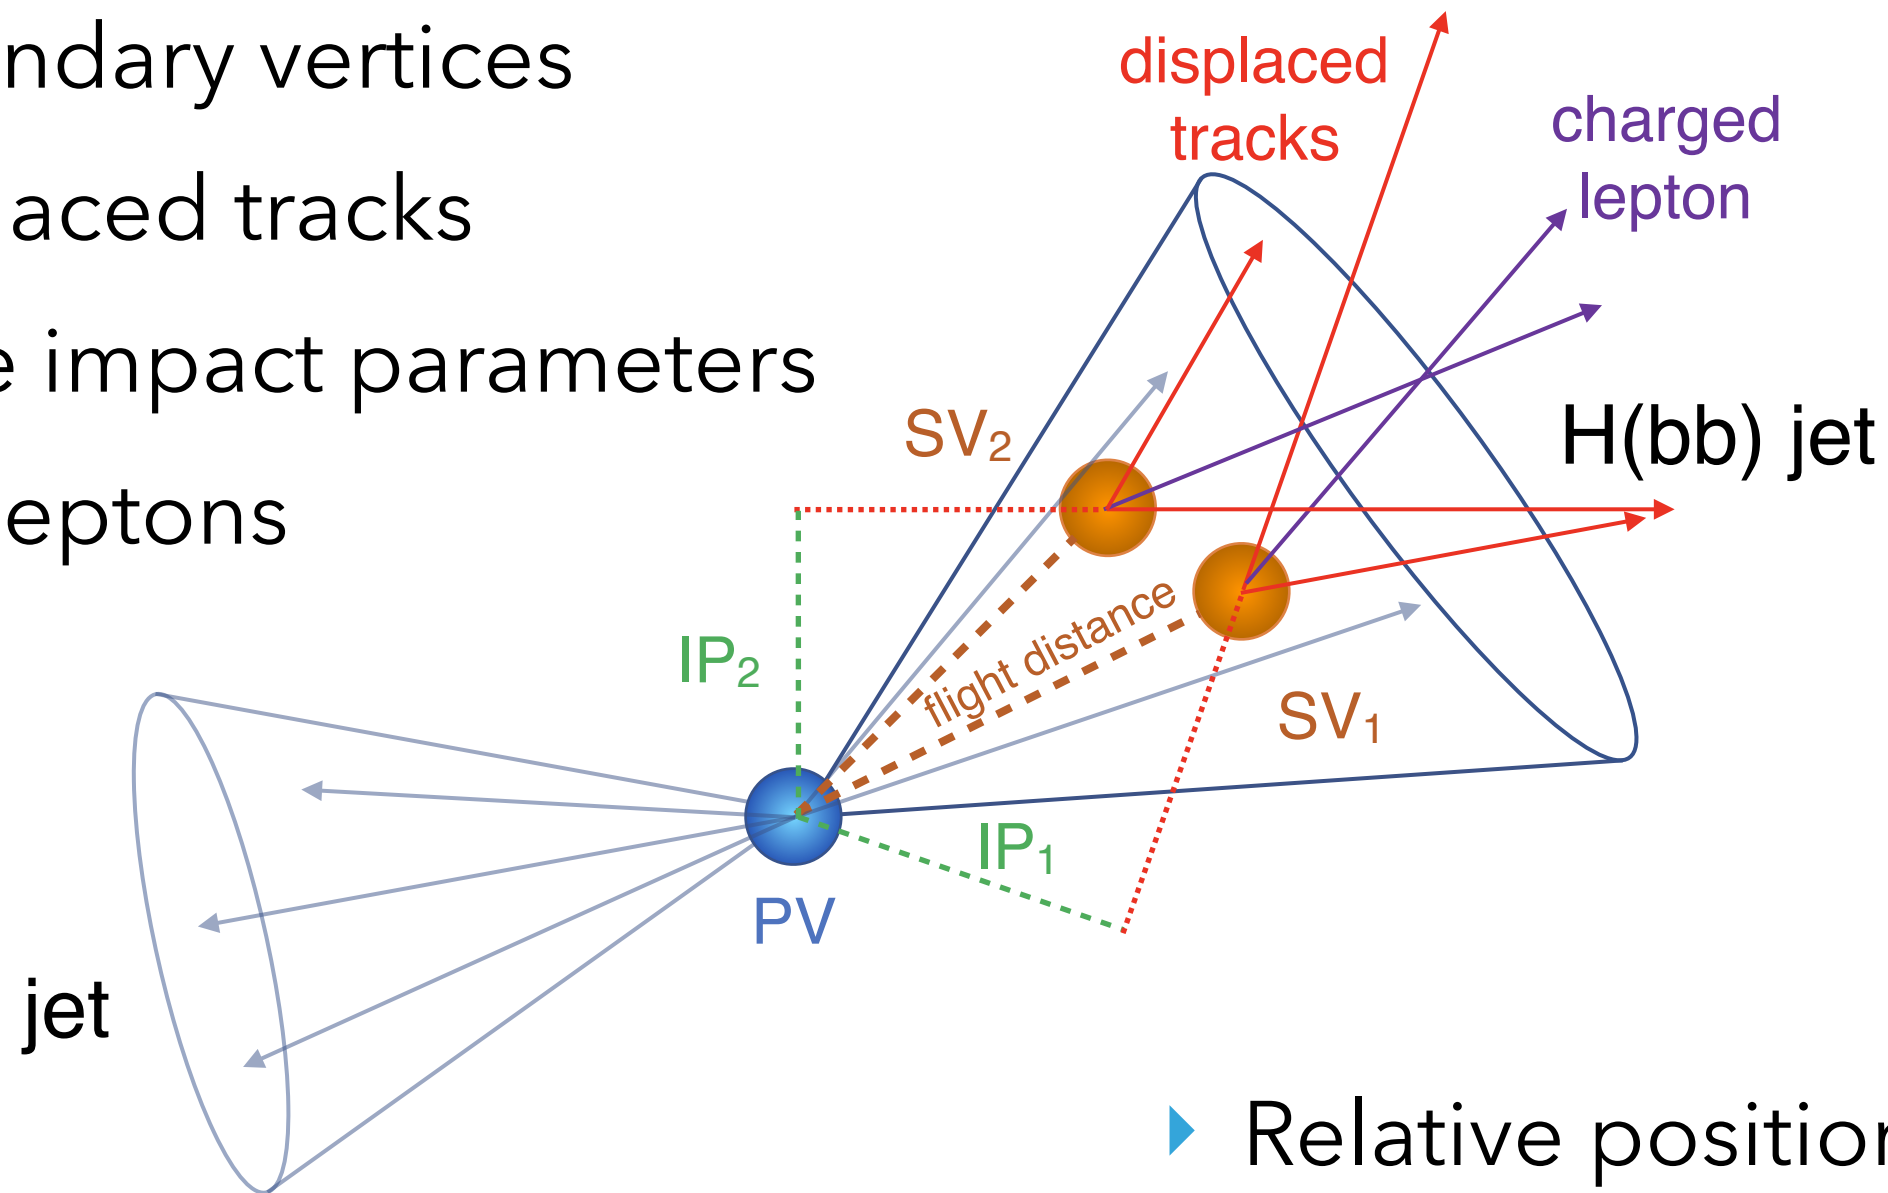 ndary vertices
aced tracks
e impact parameters
eptons
displaced
tracks
charged
lepton
H(bb) jet
SV₂
flight distance
SV₁
IP₂
IP₁
PV
jet
Relative position